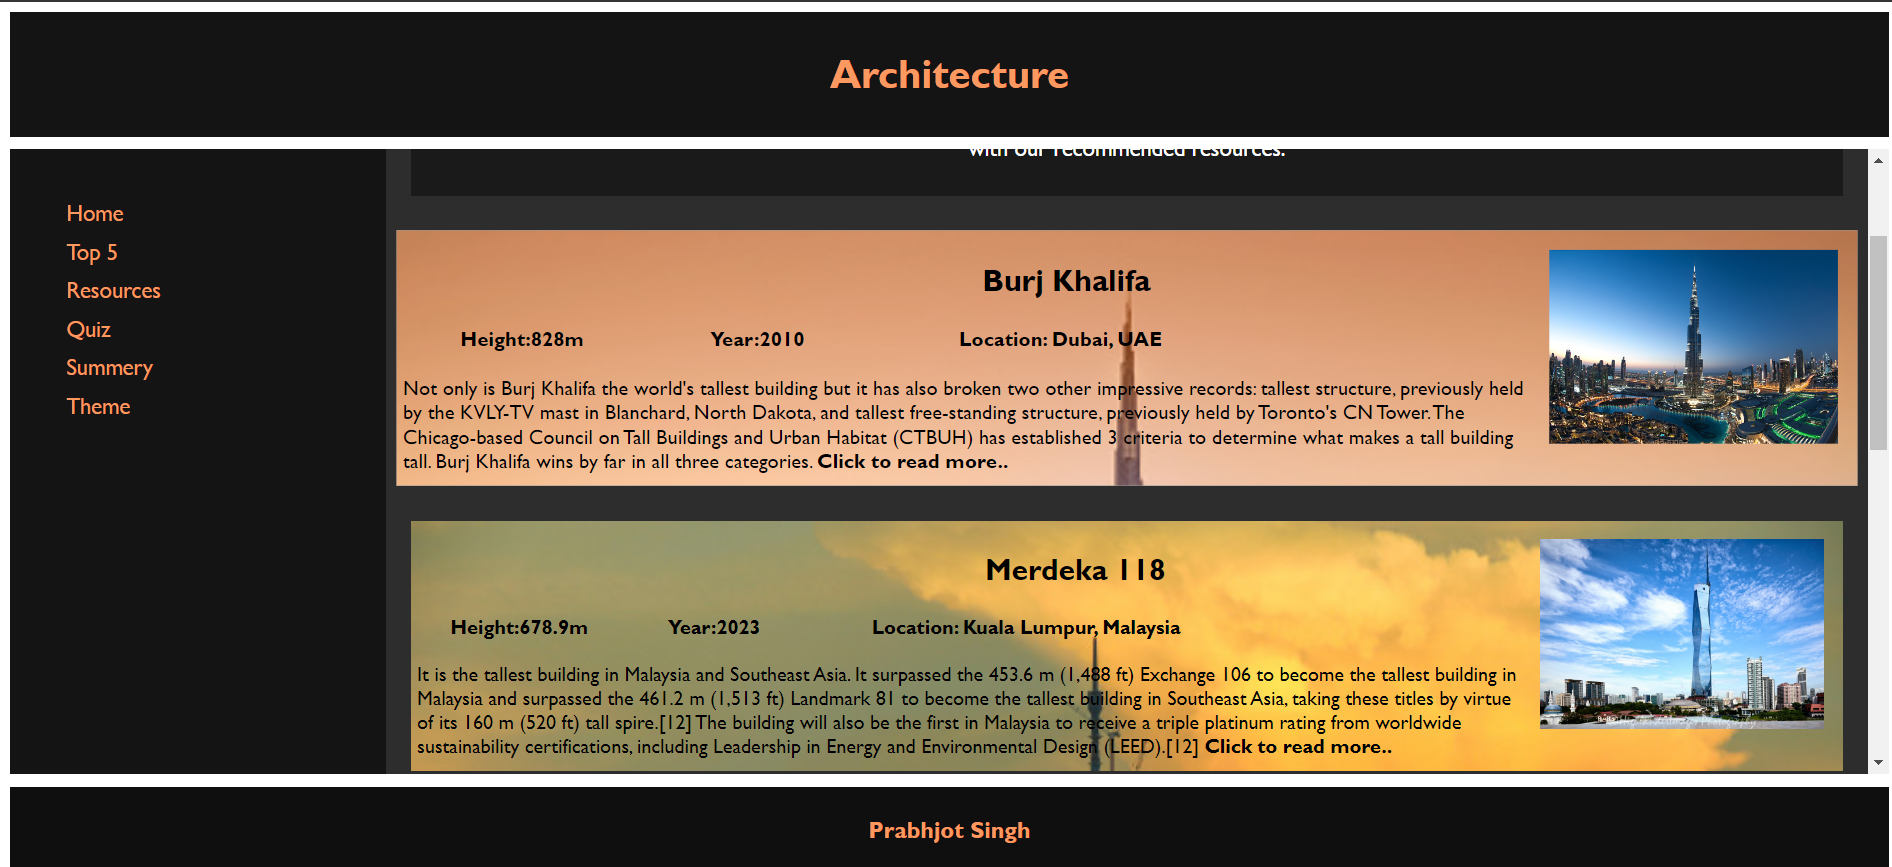 Architecture
Home
Top 5
Resources
Quiz
Summery
Theme
with our recommended resources.
Burj Khalifa
Height:828m Year:2010 Location: Dubai, UAE
Not only is Burj Khalifa the world's tallest building but it has also broken two other impressive records: tallest structure, previously held
by the KVLY-TV mast in Blanchard, North Dakota, and tallest free-standing structure, previously held by Toronto's CN Tower.The
Chicago-based Council on Tall Buildings and Urban Habitat (CTBUH) has established 3 criteria to determine what makes a tall building
tall. Burj Khalifa wins by far in all three categories. Click to read more..
Merdeka 118
Height:678.9m Year:2023 Location: Kuala Lumpur, Malaysia
It is the tallest building in Malaysia and Southeast Asia. It surpassed the 453.6 m (1,488 ft) Exchange 106 to become the tallest building in
Malaysia and surpassed the 461.2 m (1,513 ft) Landmark 81 to become the tallest building in Southeast Asia, taking these titles by virtue
of its 160 m (520 ft) tall spire.[12] The building will also be the first in Malaysia to receive a triple platinum rating from worldwide
sustainability certifications, including Leadership in Energy and Environmental Design (LEED).[12] Click to read more..
Prabhjot Singh